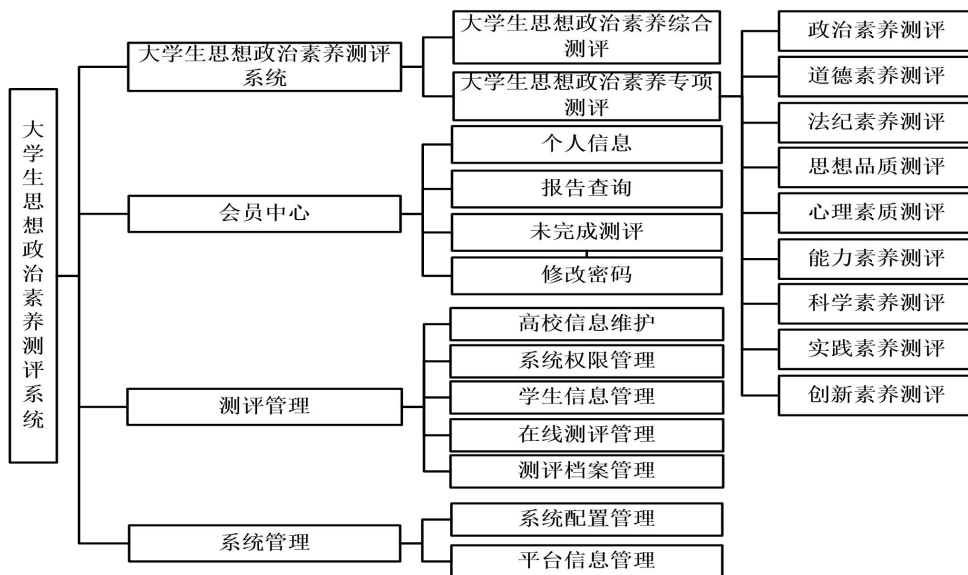 大学生思想政治素养测评系统
大学生思想政治素养测评
系统
大学生思想政治素养综合
测评
大学生思想政治素养专项
测评
政治素养测评
道德素养测评
法纪素养测评
思想品质测评
心理素质测评
能力素养测评
科学素养测评
实践素养测评
创新素养测评
会员中心
个人信息
报告查询
未完成测评
修改密码
测评管理
高校信息维护
系统权限管理
学生信息管理
在线测评管理
测评档案管理
系统管理
系统配置管理
平台信息管理